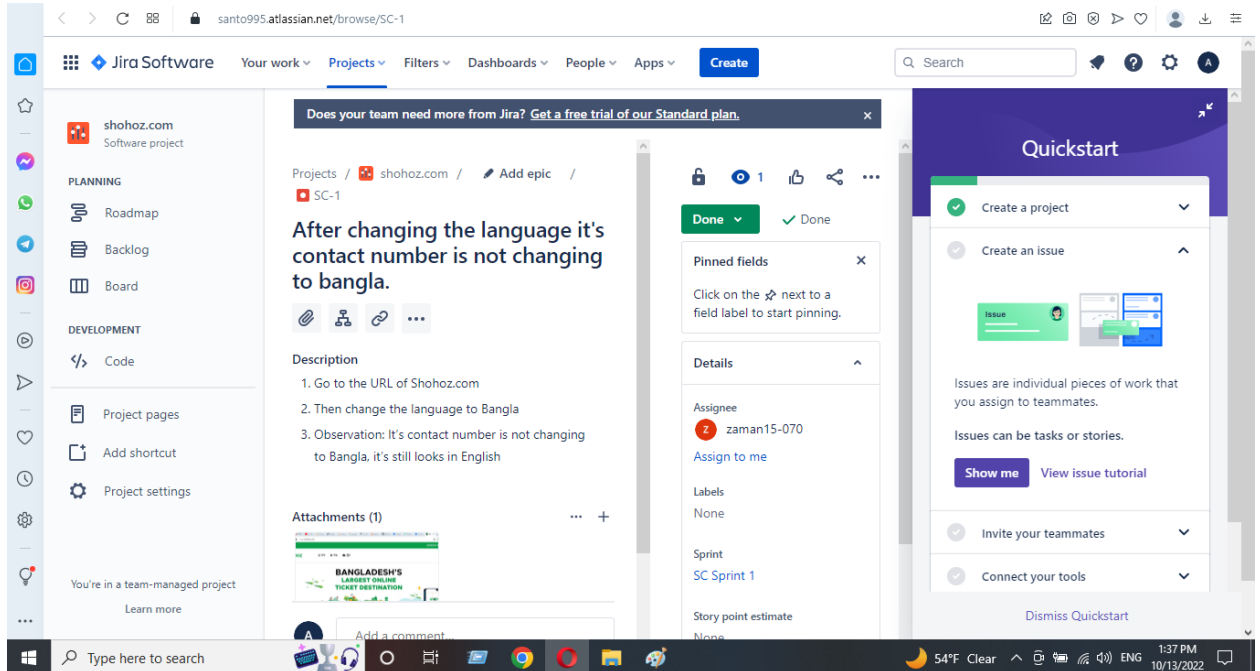 santo995.atlassian.net/browse/SC-1
Jira Software
Your work
Projects
Filters
Dashboards
People
Apps
Create
Search
A
shohoz.com
Software project
PLANNING
Roadmap
Backlog
Board
DEVELOPMENT
Code
Project pages
Add shortcut
Project settings
You're in a team-managed project
Learn more
Does your team need more from Jira? Get a free trial of our Standard plan.
Projects / shohoz.com / Add epic /
SC-1
After changing the language it's
contact number is not changing
to bangla.
Description
1. Go to the URL of Shohoz.com
2. Then change the language to Bangla
3. Observation: It's contact number is not changing
to Bangla, it's still looks in English
Attachments (1)
BANGLADESH'S
LARGEST ONLINE
TICKET DESTINATION
A
Add a comment...
1
Done
Done
Pinned fields
Click on the next to a
field label to start pinning.
Details
Assignee
Z zaman15-070
Assign to me
Labels
None
Sprint
SC Sprint 1
Story point estimate
None
Quickstart
Create a project
Create an issue
Issue
Issues are individual pieces of work that
you assign to teammates.
Issues can be tasks or stories.
Show me
View issue tutorial
Invite your teammates
Connect your tools
Dismiss Quickstart
Type here to search
54°F Clear
ENG
1:37 PM
10/13/2022